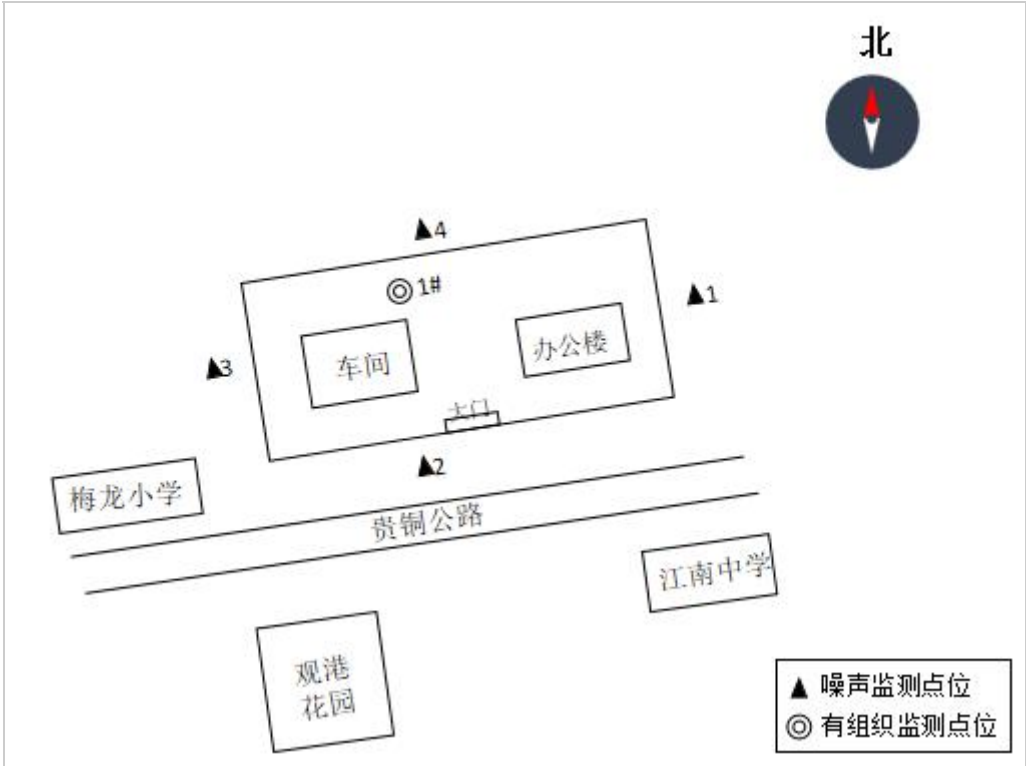 北
▲4
◎1#
▲1
车间
办公楼
▲3
大门
▲2
梅龙小学
贵铜公路
江南中学
观港
花园
▲ 噪声监测点位
◎ 有组织监测点位